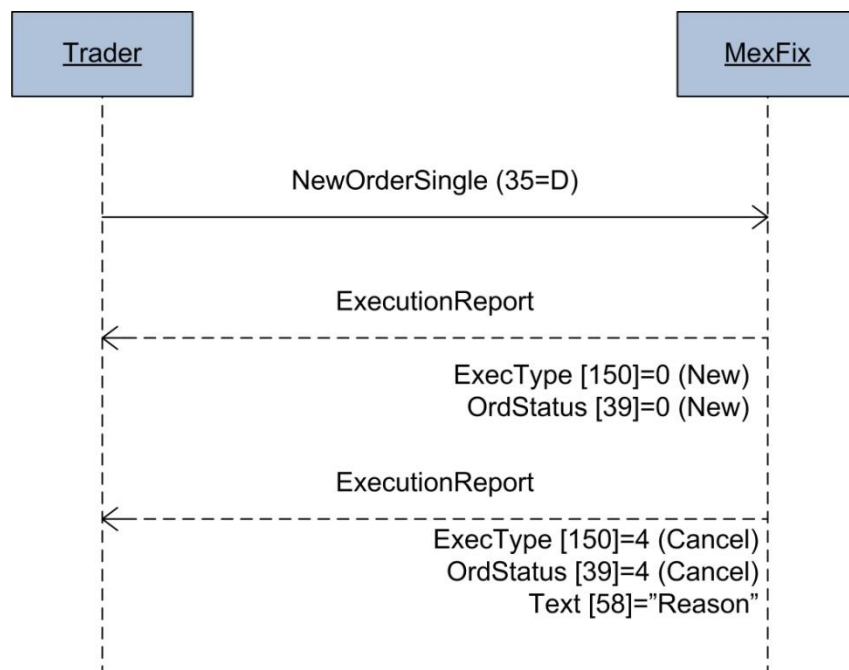 Trader
MexFix
NewOrderSingle (35=D)
ExecutionReport
ExecType [150]=0 (New)
OrdStatus [39]=0 (New)
ExecutionReport
ExecType [150]=4 (Cancel)
OrdStatus [39]=4 (Cancel)
Text [58]=”Reason”